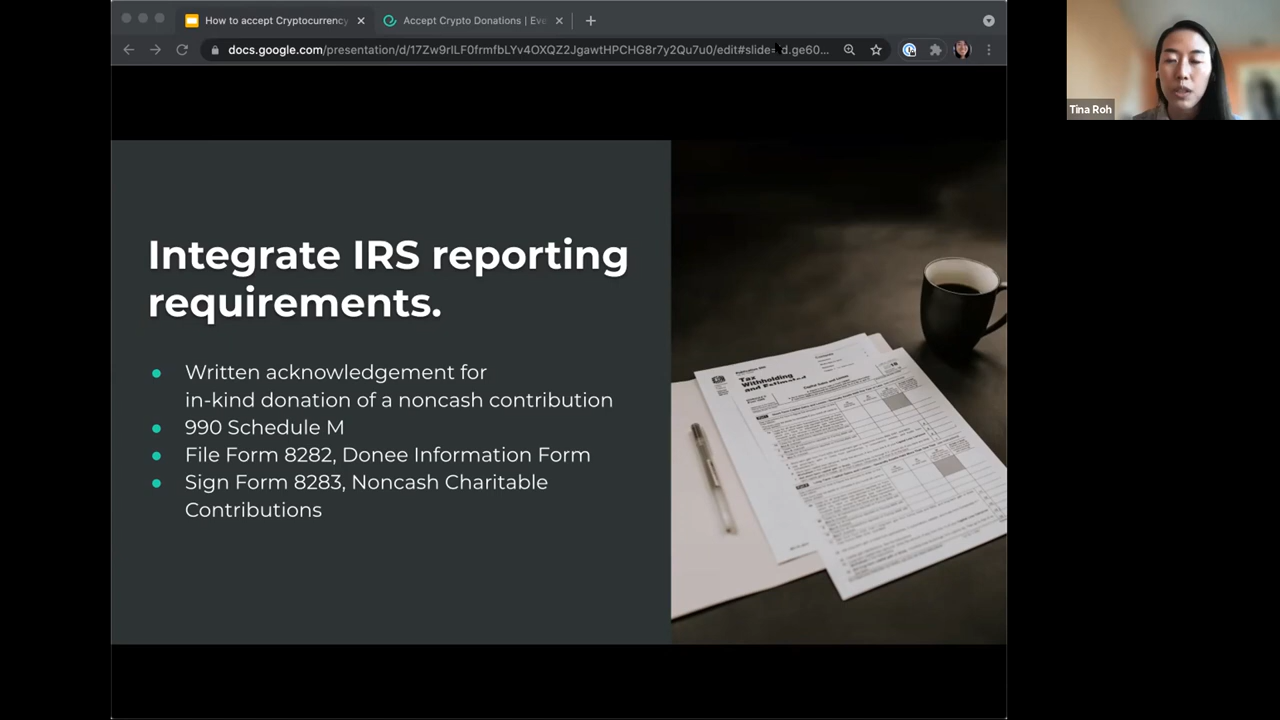 How to accept Cryptocurrency
Accept Crypto Donations | Eve
docs.google.com/presentation/d/17Zw9rILF0frmfbLYv4OXQZ2JgawtHPCHG8r7y2Qu7u0/edit#slide=id.ge60...
Tina Roh
Integrate IRS reporting
requirements.
Written acknowledgement for
in-kind donation of a noncash contribution
990 Schedule M
File Form 8282, Donee Information Form
Sign Form 8283, Noncash Charitable
Contributions
Tax
Withholding
and Estimated